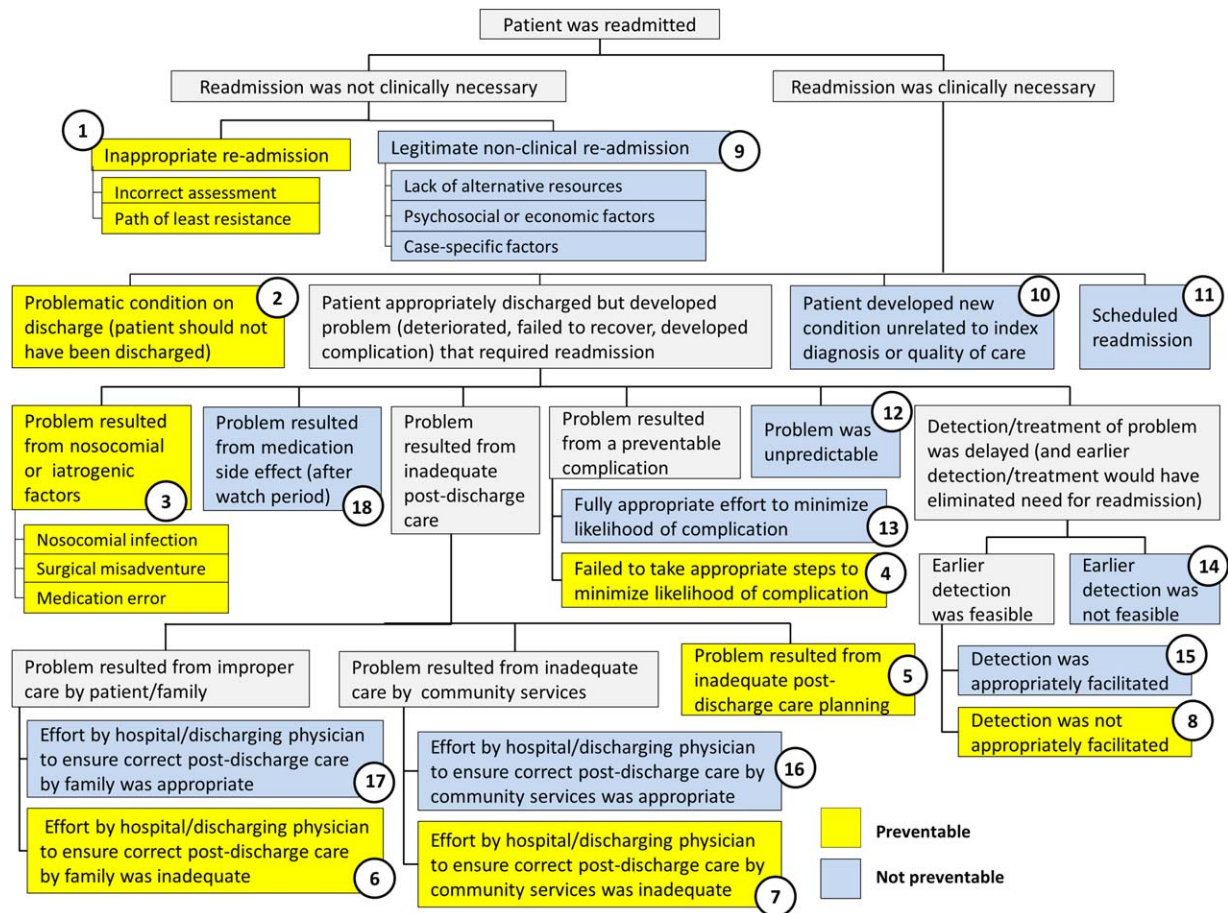 Patient was readmitted
Readmission was not clinically necessary
Readmission was clinically necessary
1
Inappropriate re-admission
Incorrect assessment
Path of least resistance
Legitimate non-clinical re-admission
9
Lack of alternative resources
Psychosocial or economic factors
Case-specific factors
Problematic condition on
discharge (patient should not
have been discharged)
2
Patient appropriately discharged but developed
problem (deteriorated, failed to recover, developed
complication) that required readmission
Patient developed new
condition unrelated to index
diagnosis or quality of care
10
Scheduled
readmission
11
Problem resulted
from nosocomial
or iatrogenic
factors
3
Nosocomial infection
Surgical misadventure
Medication error
Problem resulted
from medication
side effect (after
watch period)
18
Problem
resulted from
inadequate
post-discharge
care
Problem resulted
from a preventable
complication
Fully appropriate effort to minimize
likelihood of complication
13
Failed to take appropriate steps to
minimize likelihood of complication
4
Problem was
unpredictable
12
Detection/treatment of problem
was delayed (and earlier
detection/treatment would have
eliminated need for readmission)
Earlier
detection
was feasible
Earlier
detection was
not feasible
14
Detection was
appropriately facilitated
15
Detection was not
appropriately facilitated
8
Problem resulted from improper
care by patient/family
Effort by hospital/discharging physician
to ensure correct post-discharge care
by family was appropriate
17
Effort by hospital/discharging physician
to ensure correct post-discharge care
by family was inadequate
6
Problem resulted from inadequate
care by community services
Effort by hospital/discharging physician
to ensure correct post-discharge care by
community services was appropriate
16
Effort by hospital/discharging physician
to ensure correct post-discharge care by
community services was inadequate
7
Problem resulted from
inadequate post-
discharge care planning
5
Preventable
Not preventable